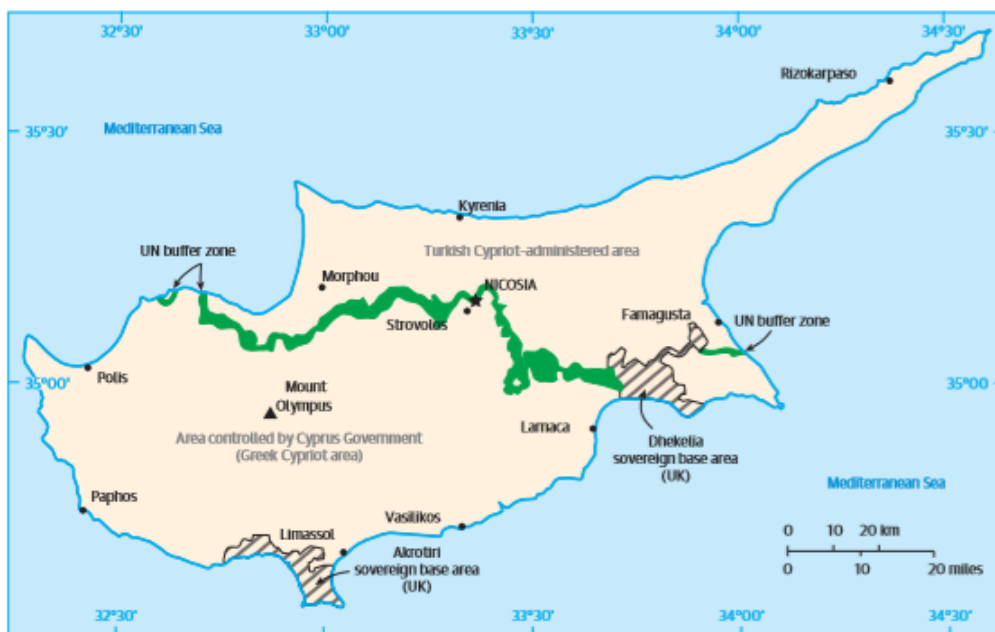 32°30'
33°00'
33°30'
34°00'
34°30'
Rizokarpaso
35°30'
Mediterranean Sea
35°30'
Kyrenia
UN buffer zone
Turkish Cypriot-administered area
Morphou
NICOSIA
Strovolos
Famagusta
UN buffer zone
35°00'
Polis
Mount
Olympus
35°00'
Area controlled by Cyprus Government
(Greek Cypriot area)
Larnaca
Dhekelia
sovereign base area
(UK)
Mediterranean Sea
Paphos
Vasilikos
Limassol
Akrotiri
sovereign base area
(UK)
0 10 20 km
0 10 20 miles
32°30'
33°00'
33°30'
34°00'
34°30'